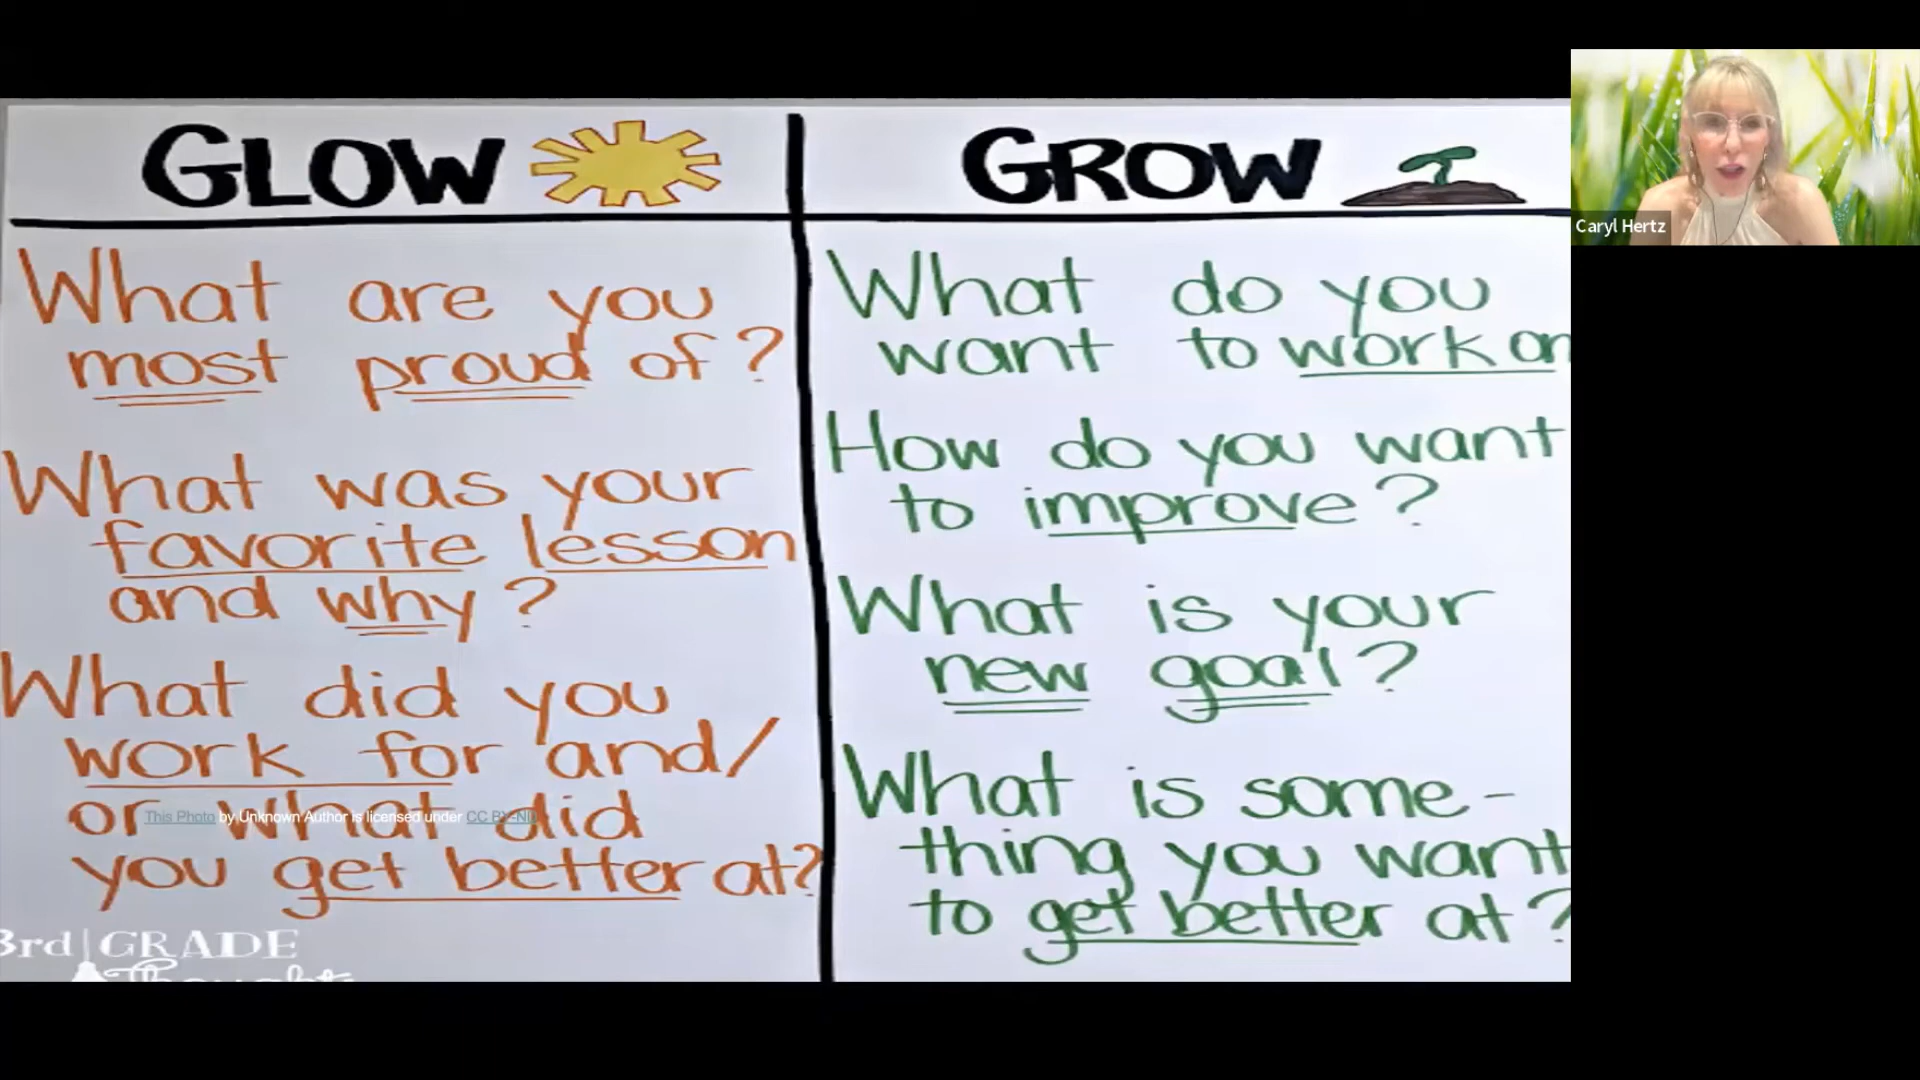 GLOW
What are you
most proud of?
What was your
favorite lesson
and why?
What did you
work for and/
or what did
you get better at?
This Photo by Unknown Author is licensed under CC BY-ND
3rd GRADE
Thoughts
GROW
What do you
want to work on
How do you want
to improve?
What is your
new goal?
What is some-
thing you want
to get better at?
Caryl Hertz